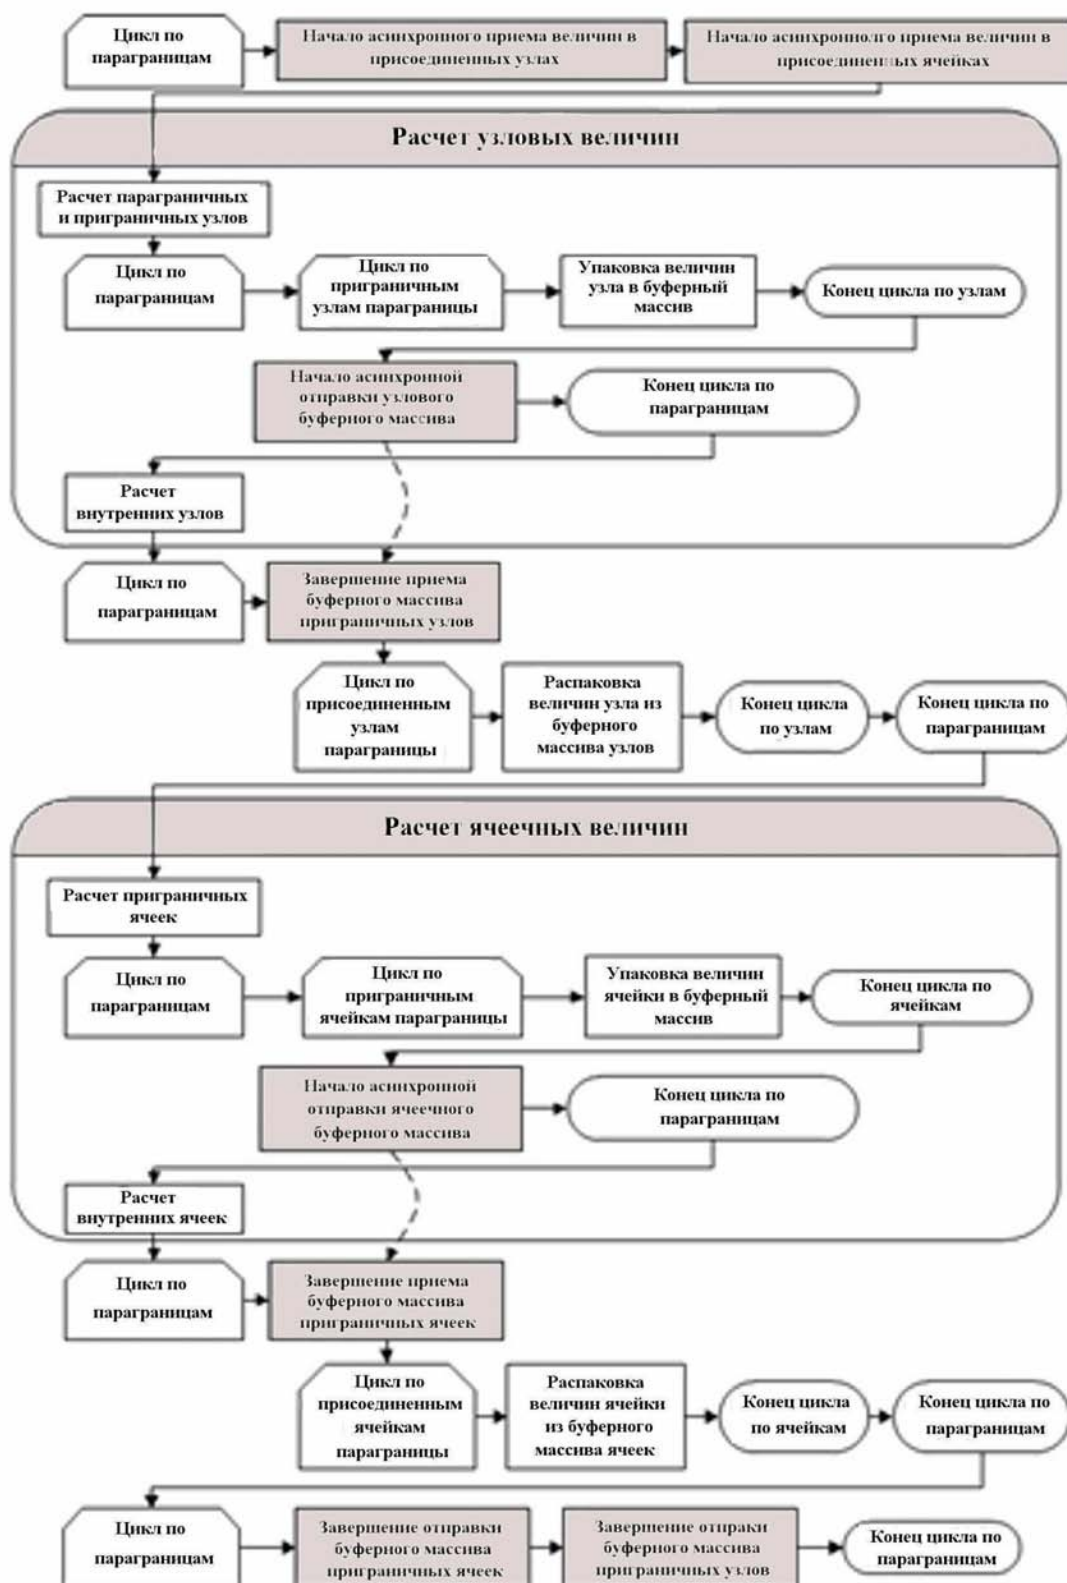 Цикл по
параграницам
Начало асинхронного приема величин в
присоединенных узлах
Начало асинхроннолго приема величин в
присоединенных ячейках
Расчет узловых величин
Расчет параграничных
и приграничных узлов
Цикл по
параграницам
Цикл по
приграничным
узлам параграницы
Упаковка величин
узла в буферный
массив
Конец цикла по узлам
Начало асинхронной
отправки узлового
буферного массива
Конец цикла по
параграницам
Расчет
внутренних узлов
Цикл по
параграницам
Завершение приема
буферного массива
приграничных узлов
Цикл по
присоединенным
узлам
параграницы
Распаковка
величин узла из
буферного
массива узлов
Конец цикла
по узлам
Конец цикла по
параграницам
Расчет ячеечных величин
Расчет приграничных
ячеек
Цикл по
параграницам
Цикл по
приграничным
ячейкам параграницы
Упаковка величин
ячейки в буферный
массив
Конец цикла по
ячейкам
Начало асинхронной
отправки ячеечного
буферного массива
Конец цикла по
параграницам
Расчет
внутренних ячеек
Цикл по
параграницам
Завершение приема
буферного массива
приграничных ячеек
Цикл по
присоединенным
ячейкам
параграницы
Распаковка
величин ячейки
из буферного
массива ячеек
Конец цикла
по ячейкам
Конец цикла по
параграницам
Цикл по
параграницам
Завершение отправки
буферного массива
приграничных ячеек
Завершение отпраки
буферного массива
приграничных узлов
Конец цикла по
параграницам